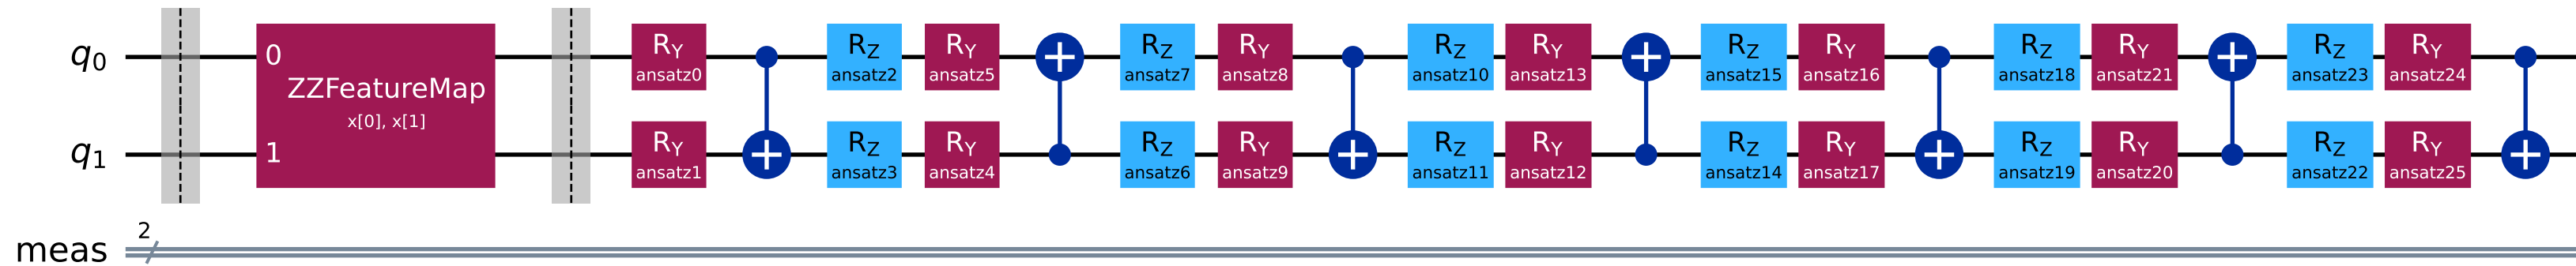 q0 0 RY RZ RY RZ RY RZ RY RZ RY RZ RY RZ RY
ansatz0 ansatz2 ansatz5 ansatz7 ansatz8 ansatz10 ansatz13 ansatz15 ansatz16 ansatz18 ansatz21 ansatz23 ansatz24
ZZFeatureMap
x[0], x[1]
q1 1 RY RZ RY RZ RY RZ RY RZ RY RZ RY RZ RY
ansatz1 ansatz3 ansatz4 ansatz6 ansatz9 ansatz11 ansatz12 ansatz14 ansatz17 ansatz19 ansatz20 ansatz22 ansatz25
2
meas